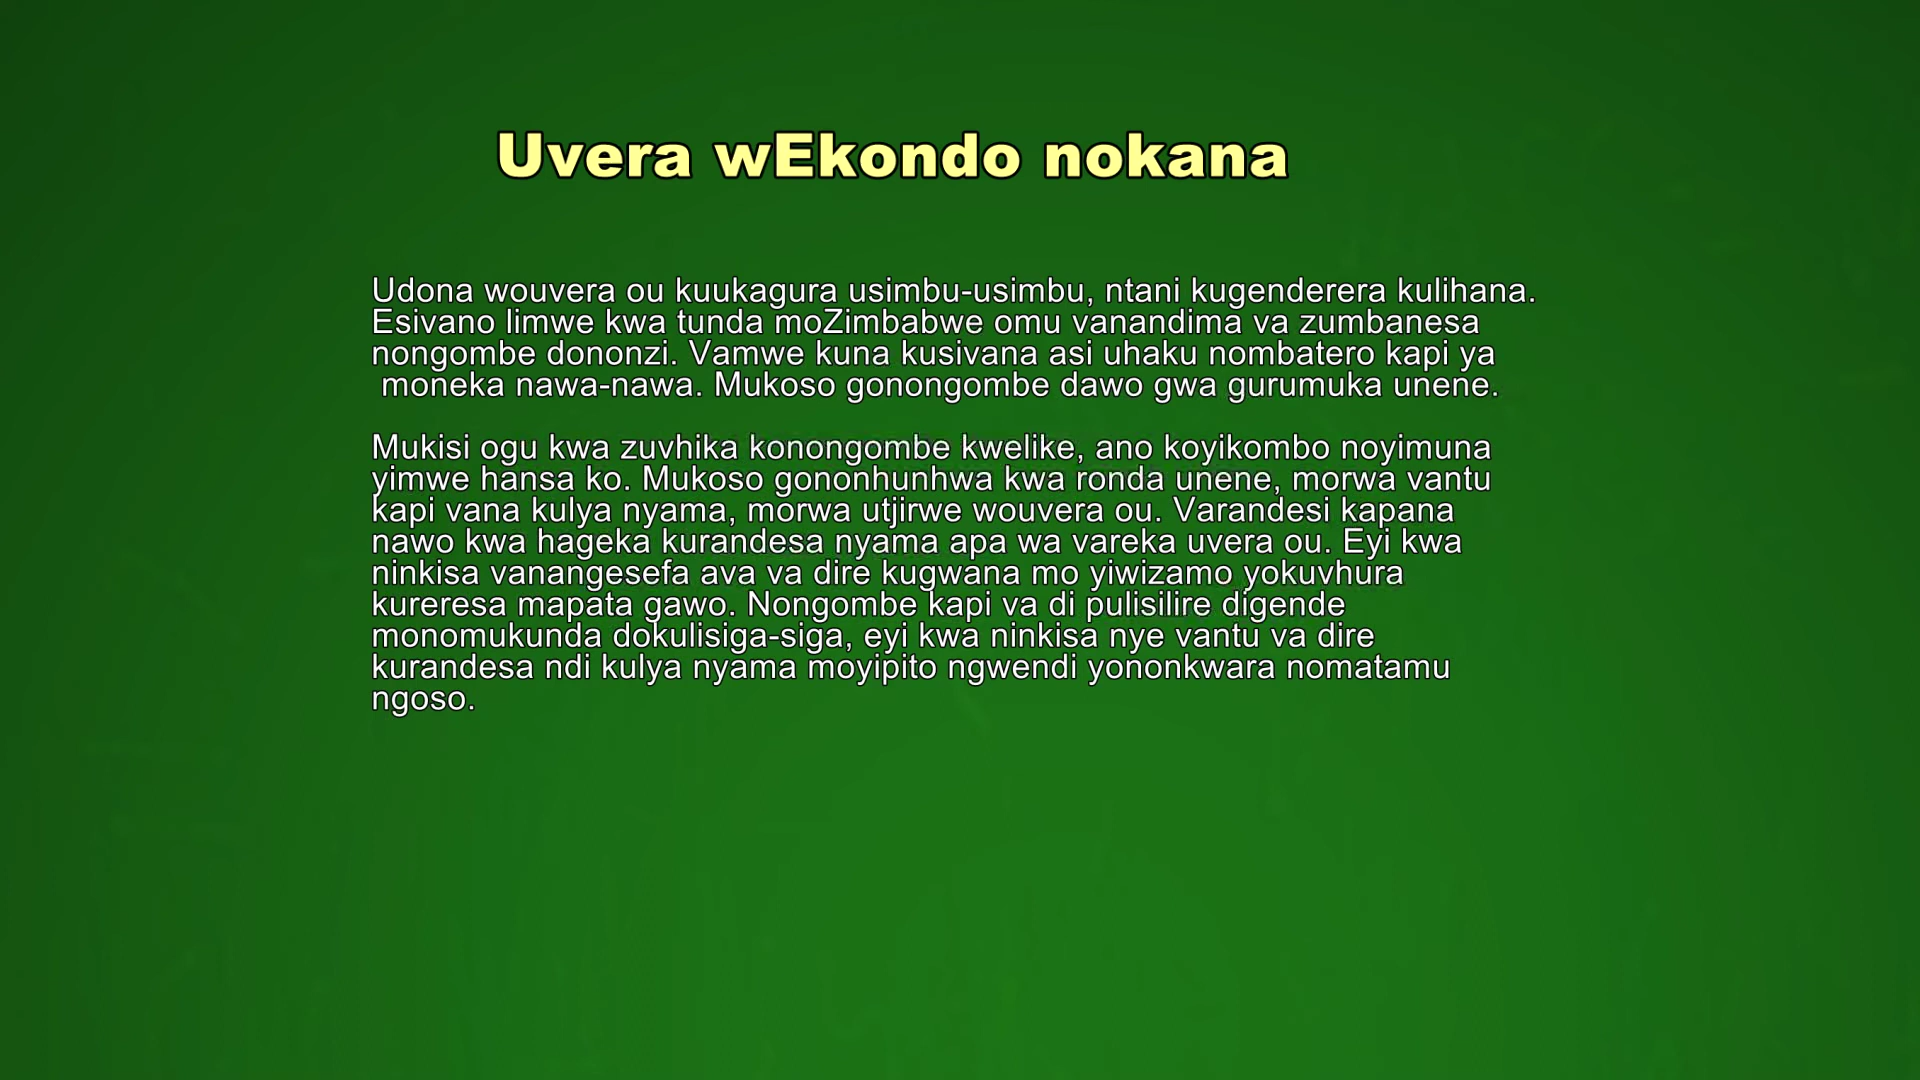 Uvera wEkondo nokana
Udona wouvera ou kuukagura usimbu-usimbu, ntani kugenderera kulihana.
Esivano limwe kwa tunda moZimbabwe omu vanandima va zumbanesa
nongombe dononzi. Vamwe kuna kusivana asi uhaku nombatero kapi ya
moneka nawa-nawa. Mukoso gonongombe dawo gwa gurumuka unene.
Mukisi ogu kwa zuvhika konongombe kwelike, ano koyikombo noyimuna
yimwe hansa ko. Mukoso gononhunhwa kwa ronda unene, morwa vantu
kapi vana kulya nyama, morwa utjirwe wouvera ou. Varandesi kapana
nawo kwa hageka kurandesa nyama apa wa vareka uvera ou. Eyi kwa
ninkisa vanangesefa ava va dire kugwana mo yiwizamo yokuvhura
kureresa mapata gawo. Nongombe kapi va di pulisilire digende
monomukunda dokulisiga-siga, eyi kwa ninkisa nye vantu va dire
kurandesa ndi kulya nyama moyipito ngwendi yononkwara nomatamu
ngoso.